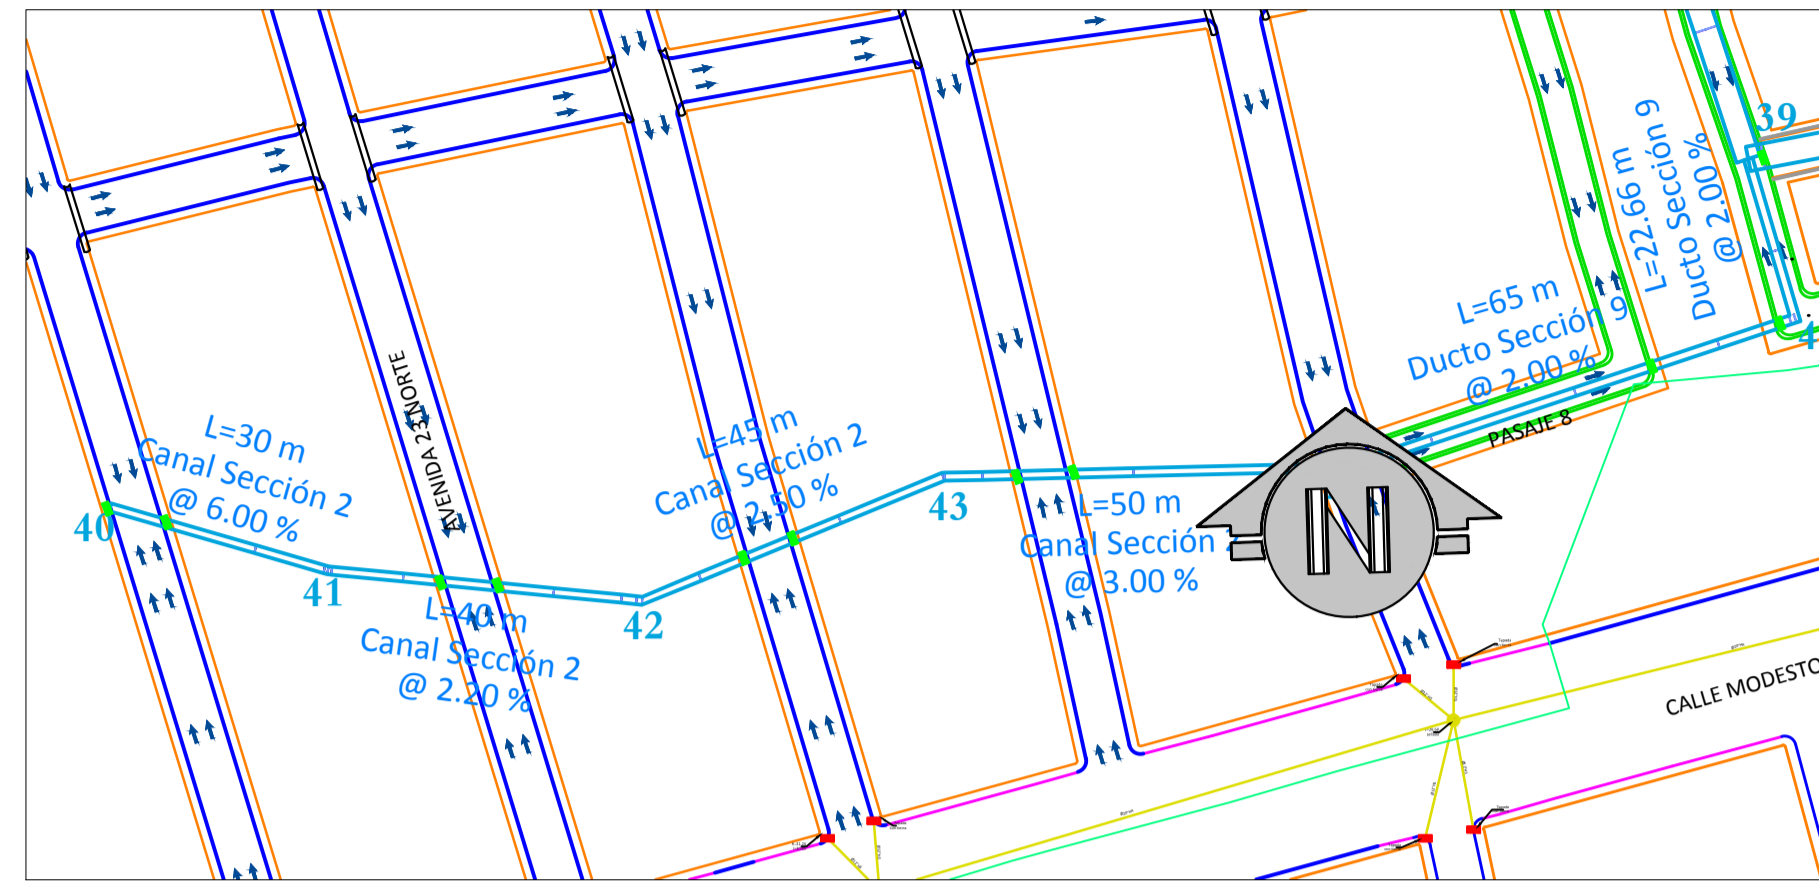 39
L=22.66 m
Ducto Sección 9
@ 2.00 %
L=65 m
Ducto Sección 9
@ 2.00 %
PASAJE 8
AVENIDA 23 NORTE
L=30 m
Canal Sección 2
@ 6.00 %
40
41
L=40 m
Canal Sección 2
@ 2.20 %
42
L=45 m
Canal Sección 2
@ 2.50 %
43
L=50 m
Canal Sección 2
@ 3.00 %
N
4
CALLE MODESTO